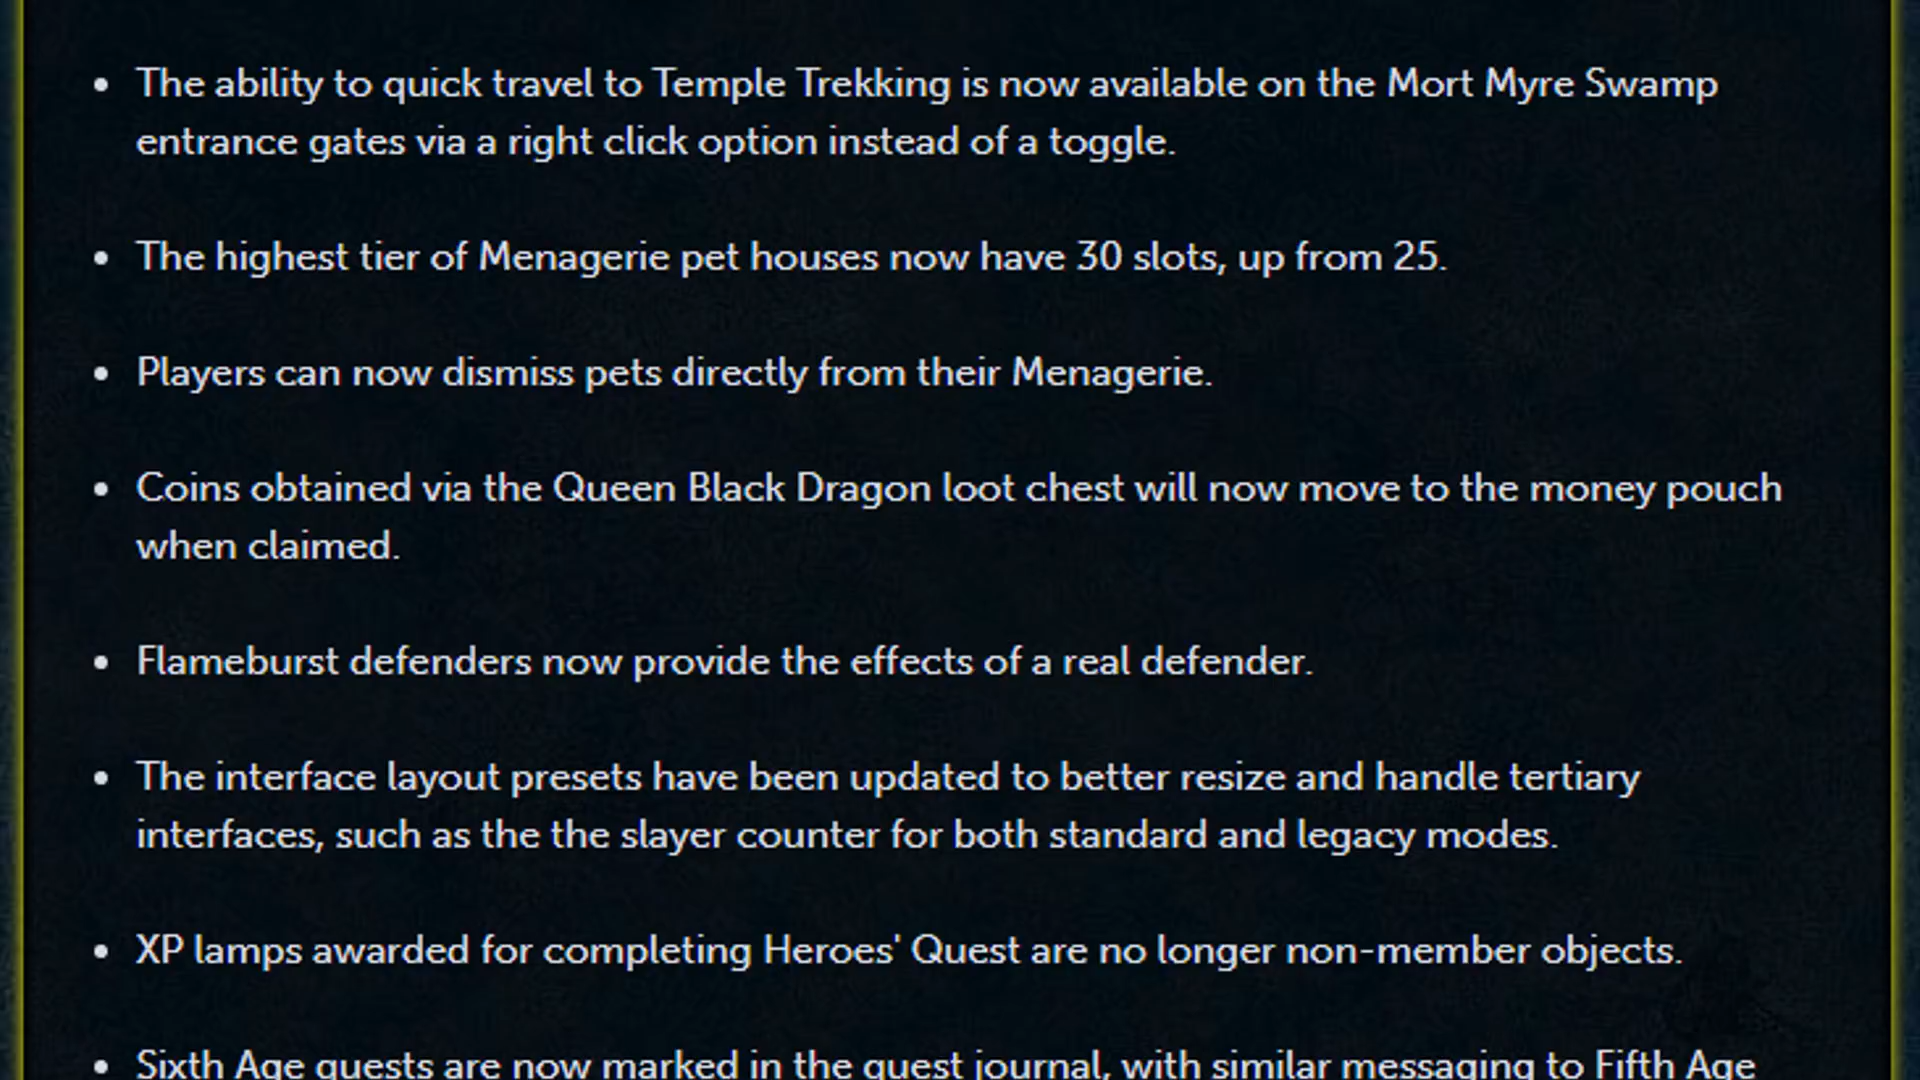 • The ability to quick travel to Temple Trekking is now available on the Mort Myre Swamp
entrance gates via a right click option instead of a toggle.
• The highest tier of Menagerie pet houses now have 30 slots, up from 25.
• Players can now dismiss pets directly from their Menagerie.
• Coins obtained via the Queen Black Dragon loot chest will now move to the money pouch
when claimed.
• Flameburst defenders now provide the effects of a real defender.
• The interface layout presets have been updated to better resize and handle tertiary
interfaces, such as the the slayer counter for both standard and legacy modes.
• XP lamps awarded for completing Heroes' Quest are no longer non-member objects.
• Sixth Age quests are now marked in the quest journal, with similar messaging to Fifth Age